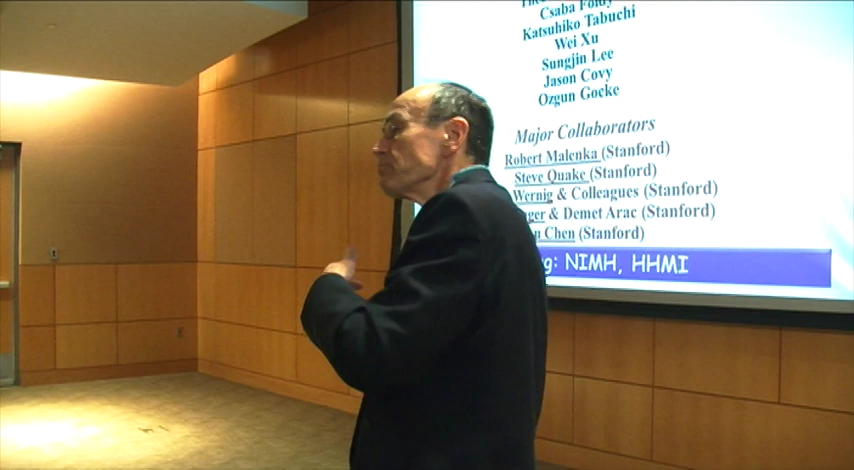 Csaba Foldy
Katsuhiko Tabuchi
Wei Xu
Sungjin Lee
Jason Covy
Ozgun Gocke
Major Collaborators
Robert Malenka (Stanford)
Steve Quake (Stanford)
Wernig & Colleagues (Stanford)
& Demet Arac (Stanford)
Chen (Stanford)
NIMH, HHMI